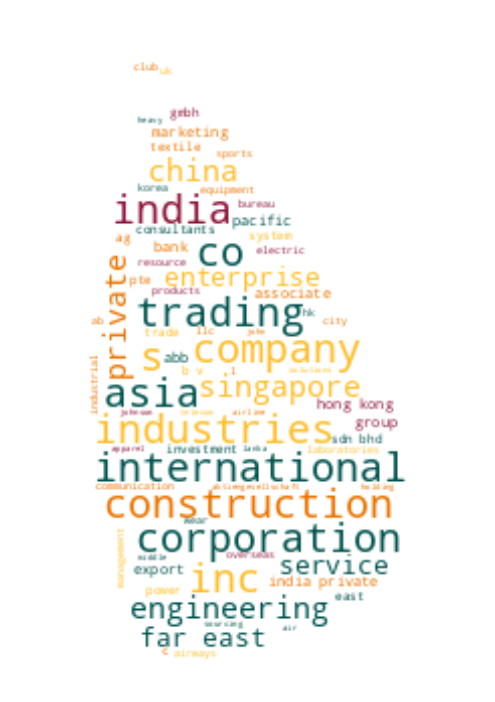 club uk
heavy gmbh
marketing
textile sports
china
korea equipment
india bureau
pacific
consultants system
ag bank co electric
resource
private pte enterprise
products associate
trading hk
ab city
trade llc john
s abb company
b v l solutions
industrial asia singapore
hong kong
johnson telecom airline
industries group
sdn bhd
apparel investment lanka laboratories
international
communication aktiengesellschaft holding
construction
wear
corporation
management middle overseas
export service
inc india private
power east
engineering
sourcing air
far east
c airways